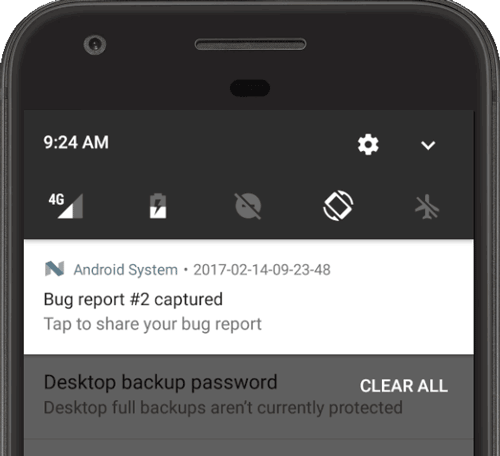 9:24 AM
4G
Android System • 2017-02-14-09-23-48
Bug report #2 captured
Tap to share your bug report
Desktop backup password
CLEAR ALL
Desktop full backups aren't currently protected